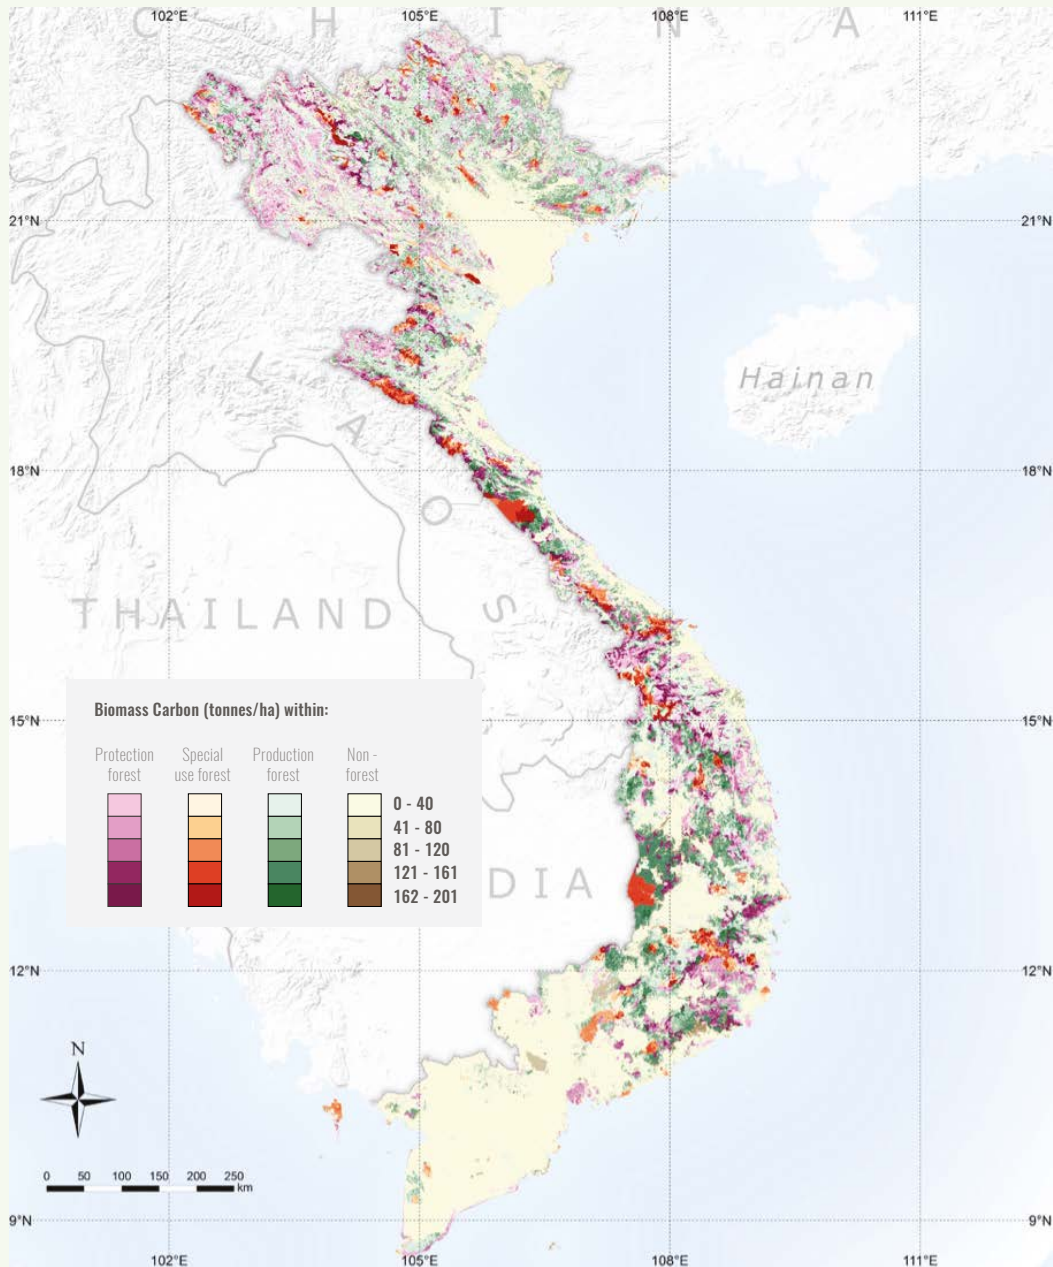 102°E 105°E 108°E 111°E
C H I N A
21°N 21°N
Hainan
L
A
18°N 18°N
O
S
THAILAND
Biomass Carbon (tonnes/ha) within:
15°N 15°N
Protection forest
Special use forest
Production forest
Non - forest
0 - 40
41 - 80
81 - 120
121 - 161
162 - 201
DIA
12°N 12°N
N
0 50 100 150 200 250
km
9°N 9°N
102°E 105°E 108°E 111°E